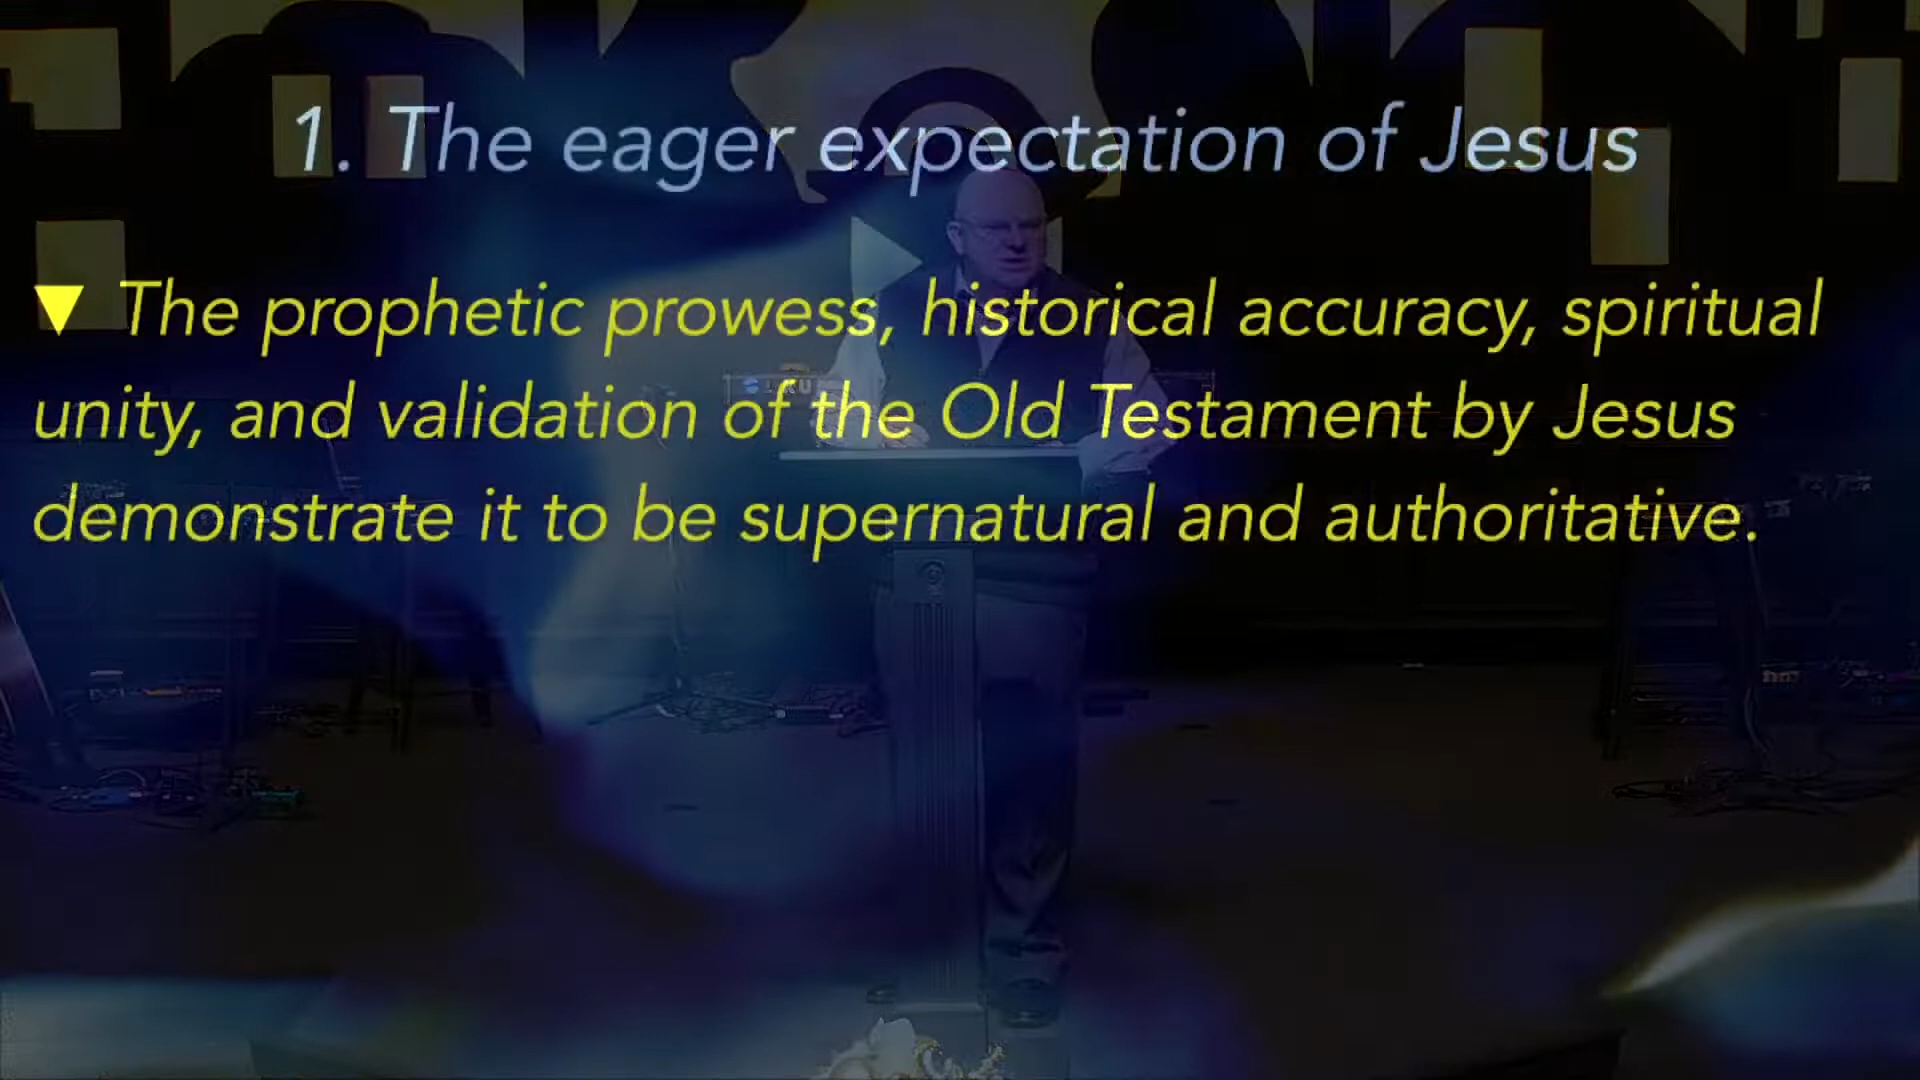 1. The eager expectation of Jesus
▼ The prophetic prowess, historical accuracy, spiritual
unity, and validation of the Old Testament by Jesus
demonstrate it to be supernatural and authoritative.